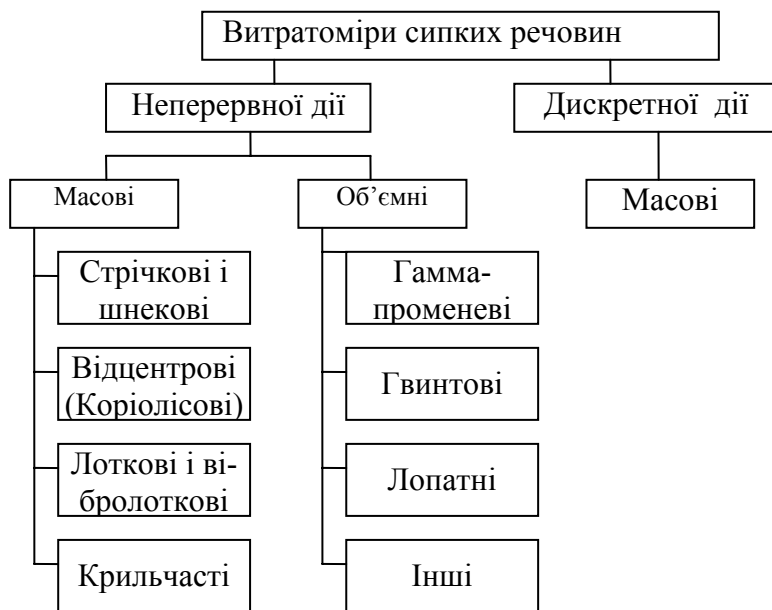 Витратоміри сипких речовин
Неперервної дії
Дискретної дії
Масові
Об’ємні
Масові
Стрічкові і
шнекові
Відцентрові
(Коріолісові)
Лоткові і ві-
бролоткові
Крильчасті
Гамма-
променеві
Гвинтові
Лопатні
Інші